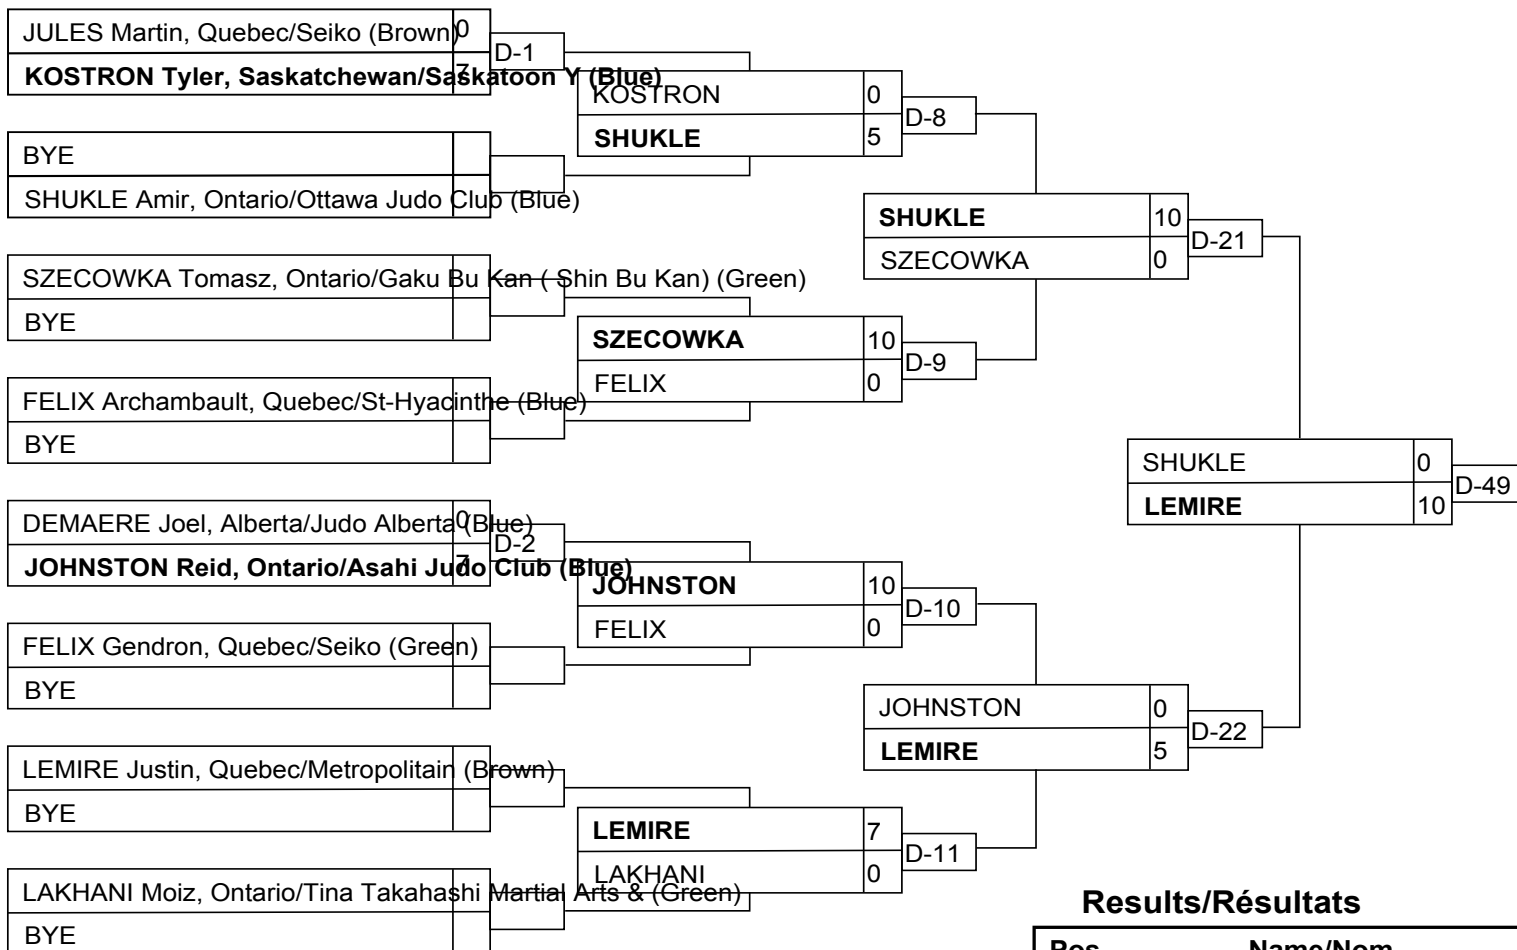 JULES Martin, Quebec/Seiko (Brown) 0
KOSTRON Tyler, Saskatchewan/Saskatoon Y (Blue) 7
D-1
BYE
SHUKLE Amir, Ontario/Ottawa Judo Club (Blue)
SZECOWKA Tomasz, Ontario/Gaku Bu Kan ( Shin Bu Kan) (Green)
BYE
FELIX Archambault, Quebec/St-Hyacinthe (Blue)
BYE
DEMAERE Joel, Alberta/Judo Alberta (Blue) 0
JOHNSTON Reid, Ontario/Asahi Judo Club (Blue) 7
D-2
FELIX Gendron, Quebec/Seiko (Green)
BYE
LEMIRE Justin, Quebec/Metropolitain (Brown)
BYE
LAKHANI Moiz, Ontario/Tina Takahashi Martial Arts & (Green)
BYE
KOSTRON 0
SHUKLE 5
D-8
SZECOWKA 10
FELIX 0
D-9
JOHNSTON 10
FELIX 0
D-10
LEMIRE 7
LAKHANI 0
D-11
SHUKLE 10
SZECOWKA 0
D-21
JOHNSTON 0
LEMIRE 5
D-22
SHUKLE 0
LEMIRE 10
D-49
Results/Résultats
Pos Name/Nom